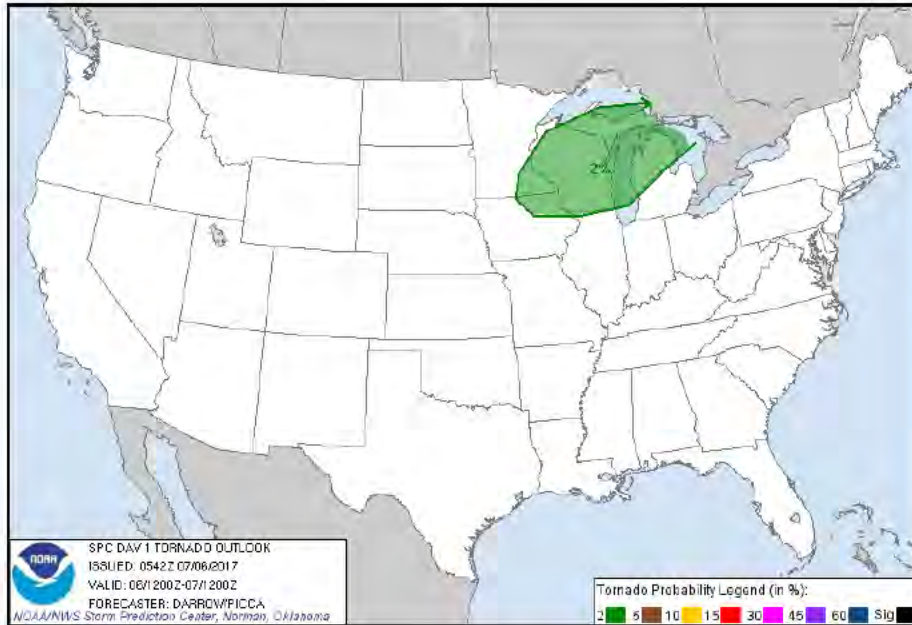 2%
NOAA
SPC DAY 1 TORNADO OUTLOOK
ISSUED: 0542Z 07/06/2017
VALID: 06/1200Z-07/1200Z
FORECASTER: DARROW/PICCA
NOAA/NWS Storm Prediction Center, Norman, Oklahoma
Tornado Probability Legend (in %):
2 5 10 15 30 45 60 Sig